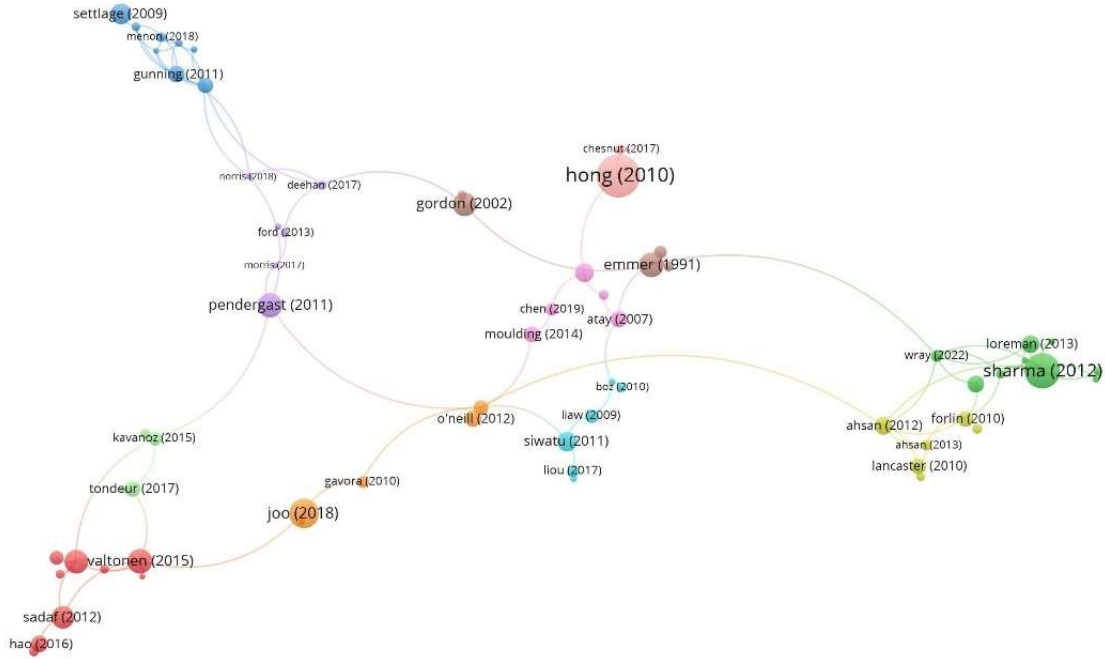 settlage (2009)
menon (2018)
gunning (2011)
chesnut (2017)
hong (2010)
norris (2018)
deehan (2017)
gordon (2002)
ford (2013)
morris (2017)
emmer (1991)
pendergast (2011)
chen (2019)
atay (2007)
moulding (2014)
loreman (2013)
wray (2022)
sharma (2012)
boz (2010)
o'neill (2012)
liaw (2009)
ahsan (2012)
forlin (2010)
kavanoz (2015)
siwatu (2011)
ahsan (2013)
liou (2017)
lancaster (2010)
gavora (2010)
tondeur (2017)
joo (2018)
valtonen (2015)
sadaf (2012)
hao (2016)